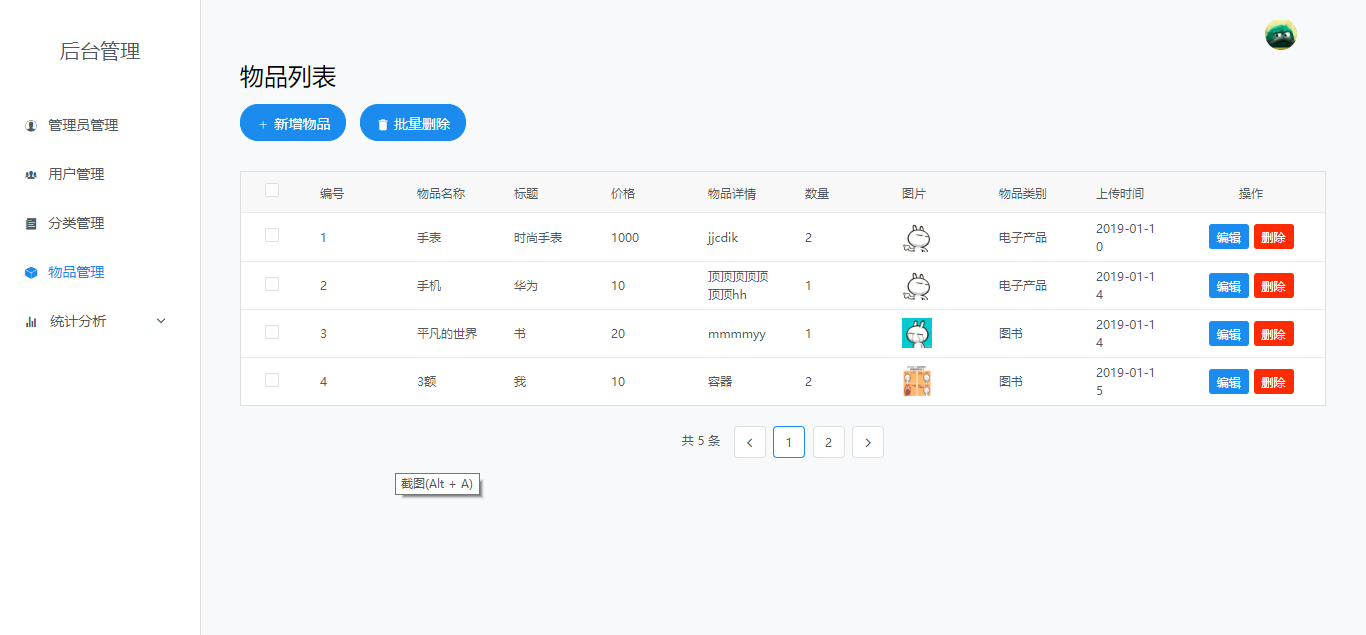 后台管理
管理员管理
用户管理
分类管理
物品管理
统计分析
物品列表
+ 新增物品 批量删除
编号 物品名称 标题 价格 物品详情 数量 图片 物品类别 上传时间 操作
1 手表 时尚手表 1000 jjcdik 2 电子产品 2019-01-1
0 编辑 删除
2 手机 华为 10 顶顶顶顶顶
顶顶hh 1 电子产品 2019-01-1
4 编辑 删除
3 平凡的世界 书 20 mmmmyy 1 图书 2019-01-1
4 编辑 删除
4 3额 我 10 容器 2 图书 2019-01-1
5 编辑 删除
共 5 条 1 2
截图(Alt + A)